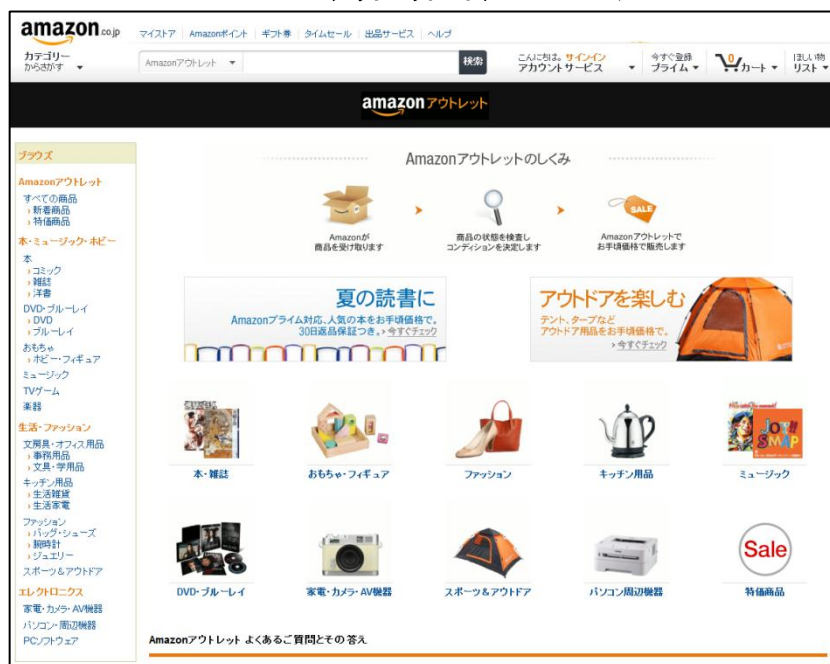 amazon.co.jp
マイストア | Amazonポイント | ギフト券 | タイムセール | 出品サービス | ヘルプ
カテゴリー
からさがす
Amazonアウトレット
検索
こんにちは。サインイン
アカウントサービス
今すぐ登録
プライム
0
カート
ほしい物
リスト
amazonアウトレット
ブラウズ
Amazonアウトレット
すべての商品
› 新着商品
› 特価商品
本・ミュージック・ホビー
本
› コミック
› 雑誌
› 洋書
DVD・ブルーレイ
› DVD
› ブルーレイ
おもちゃ
› ホビー・フィギュア
ミュージック
TVゲーム
楽器
生活・ファッション
文房具・オフィス用品
› 事務用品
› 文具・学用品
キッチン用品
› 生活雑貨
› 生活家電
ファッション
› バッグ・シューズ
› 腕時計
› ジュエリー
スポーツ&アウトドア
エレクトロニクス
家電・カメラ・AV機器
パソコン・周辺機器
PCソフトウェア
Amazonアウトレットのしくみ
Amazonが
商品を受け取ります
商品の状態を検査し
コンディションを決定します
SALE
Amazonアウトレットで
お手頃価格で販売します
夏の読書に
Amazonプライム対応、人気の本をお手頃価格で。
30日返品保証つき。› 今すぐチェック
アウトドアを楽しむ
テント、タープなど
アウトドア用品をお手頃価格で。
› 今すぐチェック
本・雑誌
おもちゃ・フィギュア
ファッション
キッチン用品
JOY!!
SMAP
ミュージック
DVD・ブルーレイ
家電・カメラ・AV機器
スポーツ&アウトドア
パソコン周辺機器
Sale
特価商品
Amazonアウトレット よくあるご質問とその答え